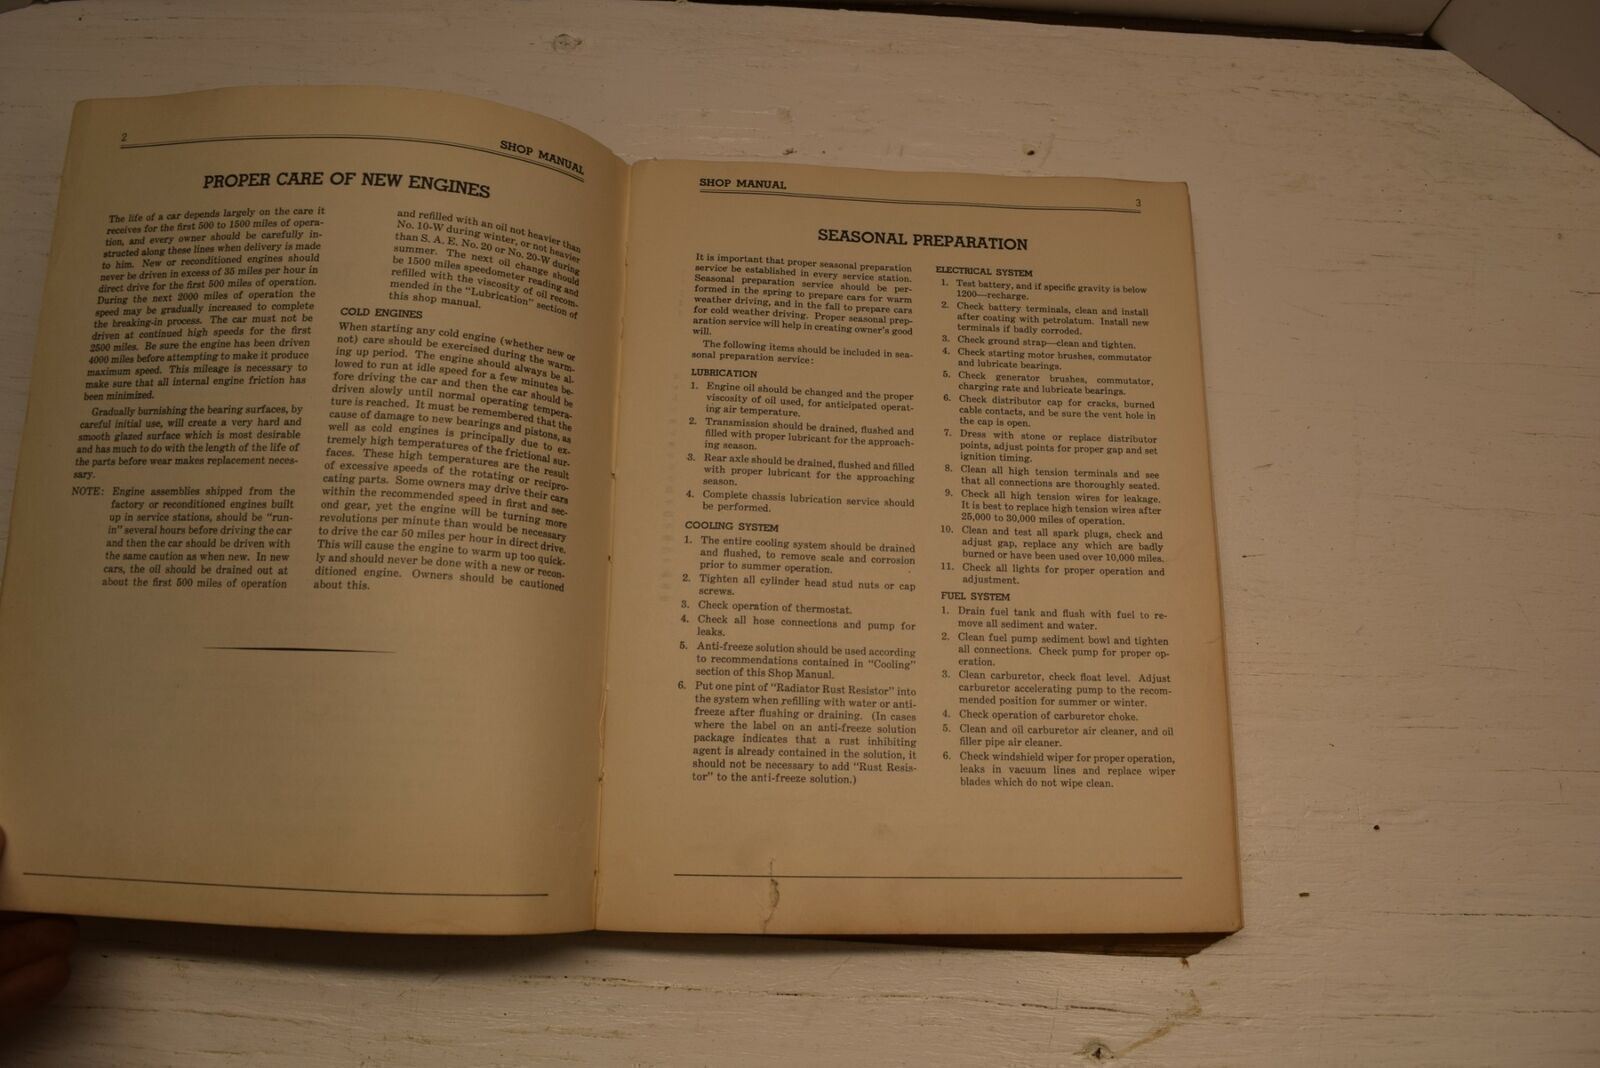 2
SHOP MANUAL
PROPER CARE OF NEW ENGINES
The life of a car depends largely on the care it
receives for the first 500 to 1500 miles of opera-
tion, and every owner should be carefully in-
structed along these lines when delivery is made
to him. New or reconditioned engines should
never be driven in excess of 35 miles per hour in
direct drive for the first 500 miles of operation.
During the next 2000 miles of operation the
speed may be gradually increased to complete
the breaking-in process. The car must not be
driven at continued high speeds for the first
2500 miles. Be sure the engine has been driven
4000 miles before attempting to make it produce
maximum speed. This mileage is necessary to
make sure that all internal engine friction has
been minimized.
Gradually burnishing the bearing surfaces, by
careful initial use, will create a very hard and
smooth glazed surface which is most desirable
and has much to do with the length of the life of
the parts before wear makes replacement neces-
sary.
NOTE: Engine assemblies shipped from the
factory or reconditioned engines built
up in service stations, should be "run-
in" several hours before driving the car
and then the car should be driven with
the same caution as when new. In new
cars, the oil should be drained out at
about the first 500 miles of operation
and refilled with an oil not heavier than
No. 10-W during winter, or not heavier
than S. A. E. No. 20 or No. 20-W during
summer. The next oil change should
be 1500 miles speedometer reading and
refilled with the viscosity of oil recom-
mended in the "Lubrication" section of
this shop manual.
COLD ENGINES
When starting any cold engine (whether new or
not) care should be exercised during the warm-
ing up period. The engine should always be al-
lowed to run at idle speed for a few minutes be-
fore driving the car and then the car should be
driven slowly until normal operating tempera-
ture is reached. It must be remembered that the
cause of damage to new bearings and pistons, as
well as cold engines is principally due to ex-
tremely high temperatures of the frictional sur-
faces. These high temperatures are the result
of excessive speeds of the rotating or recipro-
cating parts. Some owners may drive their cars
within the recommended speed in first and sec-
ond gear, yet the engine will be turning more
revolutions per minute than would be necessary
to drive the car 50 miles per hour in direct drive.
This will cause the engine to warm up too quick-
ly and should never be done with a new or recon-
ditioned engine. Owners should be cautioned
about this.
SHOP MANUAL
3
SEASONAL PREPARATION
It is important that proper seasonal preparation
service be established in every service station.
Seasonal preparation service should be per-
formed in the spring to prepare cars for warm
weather driving, and in the fall to prepare cars
for cold weather driving. Proper seasonal prep-
aration service will help in creating owner's good
will.
The following items should be included in sea-
sonal preparation service:
LUBRICATION
1. Engine oil should be changed and the proper
viscosity of oil used, for anticipated operat-
ing air temperature.
2. Transmission should be drained, flushed and
filled with proper lubricant for the approach-
ing season.
3. Rear axle should be drained, flushed and filled
with proper lubricant for the approaching
season.
4. Complete chassis lubrication service should
be performed.
COOLING SYSTEM
1. The entire cooling system should be drained
and flushed, to remove scale and corrosion
prior to summer operation.
2. Tighten all cylinder head stud nuts or cap
screws.
3. Check operation of thermostat.
4. Check all hose connections and pump for
leaks.
5. Anti-freeze solution should be used according
to recommendations contained in "Cooling"
section of this Shop Manual.
6. Put one pint of "Radiator Rust Resistor" into
the system when refilling with water or anti-
freeze after flushing or draining. (In cases
where the label on an anti-freeze solution
package indicates that a rust inhibiting
agent is already contained in the solution, it
should not be necessary to add "Rust Resis-
tor" to the anti-freeze solution.)
ELECTRICAL SYSTEM
1. Test battery, and if specific gravity is below
1200—recharge.
2. Check battery terminals, clean and install
after coating with petrolatum. Install new
terminals if badly corroded.
3. Check ground strap—clean and tighten.
4. Check starting motor brushes, commutator
and lubricate bearings.
5. Check generator brushes, commutator,
charging rate and lubricate bearings.
6. Check distributor cap for cracks, burned
cable contacts, and be sure the vent hole in
the cap is open.
7. Dress with stone or replace distributor
points, adjust points for proper gap and set
ignition timing.
8. Clean all high tension terminals and see
that all connections are thoroughly seated.
9. Check all high tension wires for leakage.
It is best to replace high tension wires after
25,000 to 30,000 miles of operation.
10. Clean and test all spark plugs, check and
adjust gap, replace any which are badly
burned or have been used over 10,000 miles.
11. Check all lights for proper operation and
adjustment.
FUEL SYSTEM
1. Drain fuel tank and flush with fuel to re-
move all sediment and water.
2. Clean fuel pump sediment bowl and tighten
all connections. Check pump for proper op-
eration.
3. Clean carburetor, check float level. Adjust
carburetor accelerating pump to the recom-
mended position for summer or winter.
4. Check operation of carburetor choke.
5. Clean and oil carburetor air cleaner, and oil
filler pipe air cleaner.
6. Check windshield wiper for proper operation,
leaks in vacuum lines and replace wiper
blades which do not wipe clean.